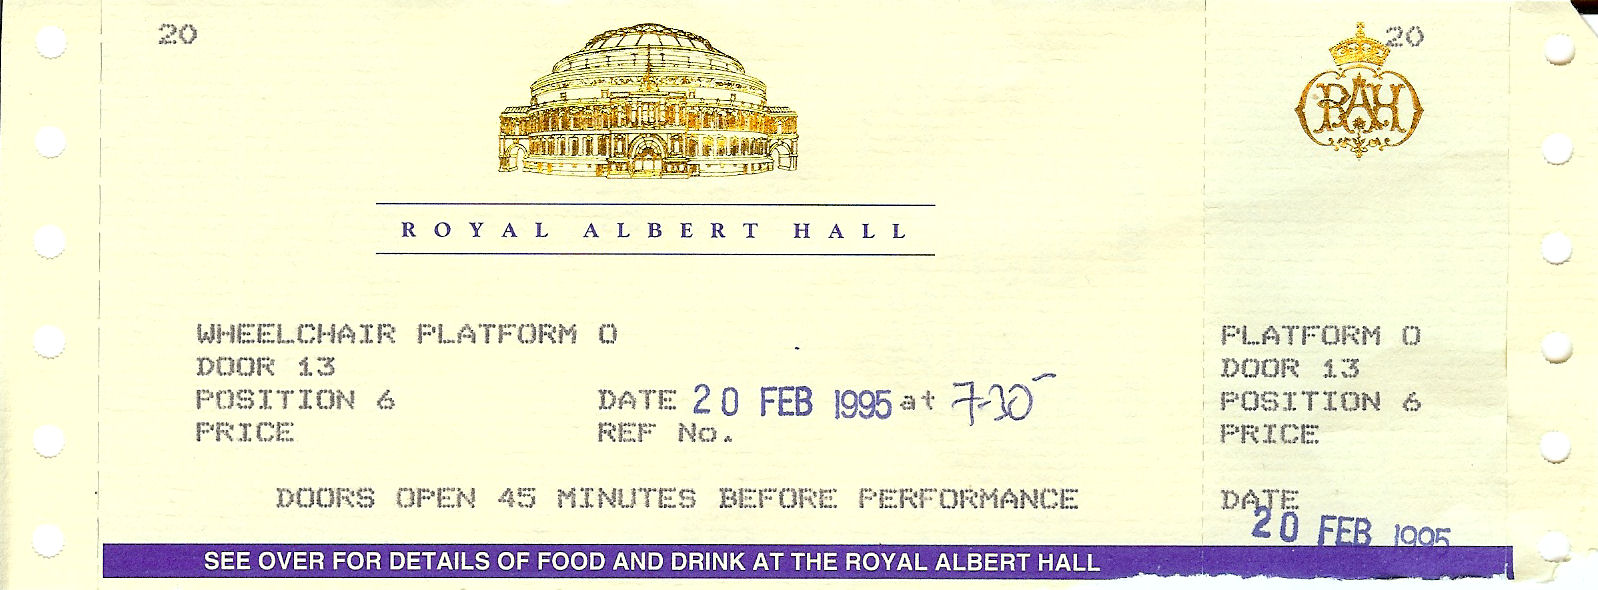 20
20
RAH
ROYAL ALBERT HALL
WHEELCHAIR PLATFORM O
DOOR 13
POSITION 6
DATE 20 FEB 1995 at 7-30
PRICE
REF No.
DOORS OPEN 45 MINUTES BEFORE PERFORMANCE
SEE OVER FOR DETAILS OF FOOD AND DRINK AT THE ROYAL ALBERT HALL
PLATFORM O
DOOR 13
POSITION 6
PRICE
DATE
20 FEB 1995